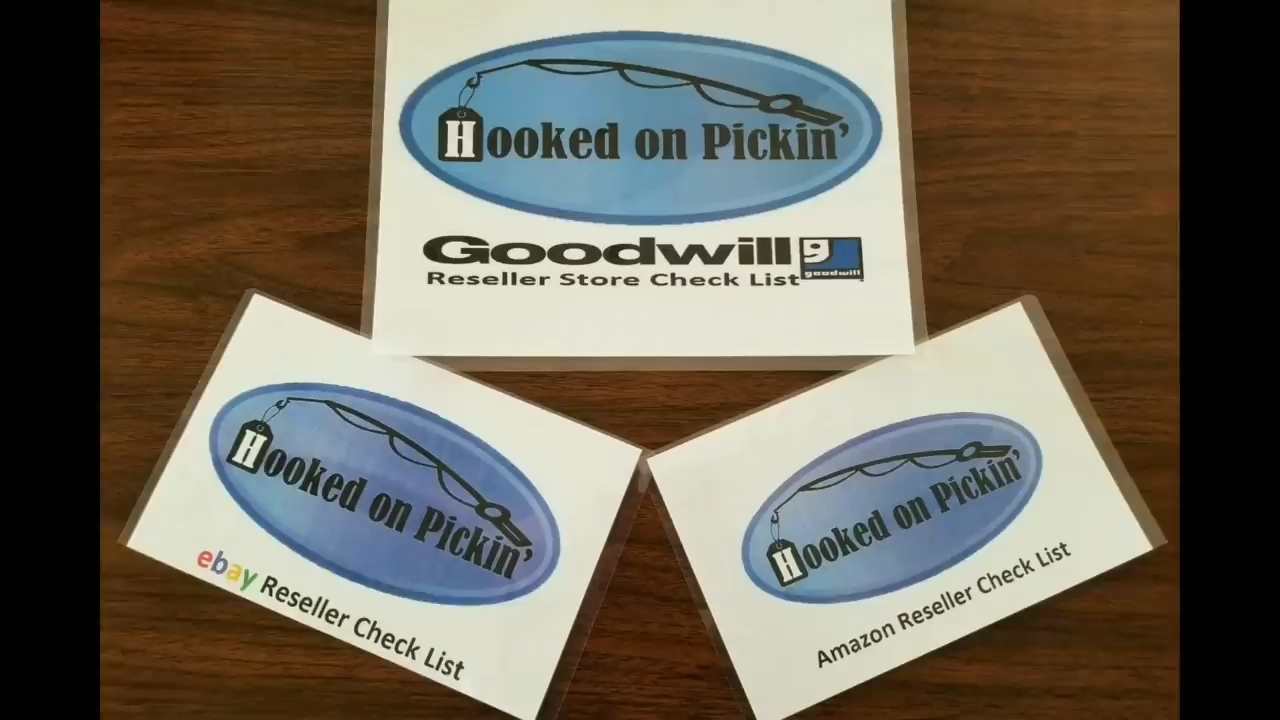 Hooked on Pickin'
Goodwill g
goodwill
Reseller Store Check List
Hooked on Pickin'
ebay Reseller Check List
Hooked on Pickin'
Amazon Reseller Check List